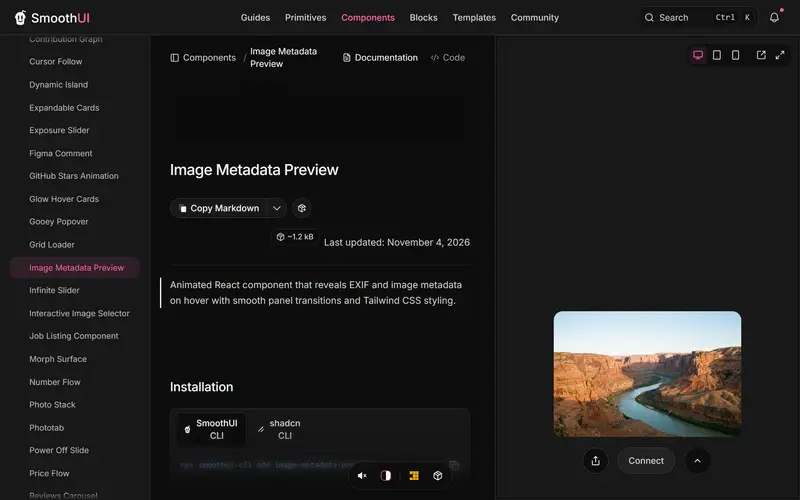 SmoothUI
Guides
Primitives
Components
Blocks
Templates
Community
Search
Ctrl
K
Contribution Graph
Cursor Follow
Dynamic Island
Expandable Cards
Exposure Slider
Figma Comment
GitHub Stars Animation
Glow Hover Cards
Gooey Popover
Grid Loader
Image Metadata Preview
Infinite Slider
Interactive Image Selector
Job Listing Component
Morph Surface
Number Flow
Photo Stack
Phototab
Power Off Slide
Price Flow
Reviews Carousel
Components
/
Image Metadata
Preview
Documentation
Code
Image Metadata Preview
Copy Markdown
~1.2 kB
Last updated: November 4, 2026
Animated React component that reveals EXIF and image metadata
on hover with smooth panel transitions and Tailwind CSS styling.
Installation
SmoothUI
CLI
shadcn
CLI
smoothui-cli add
Connect